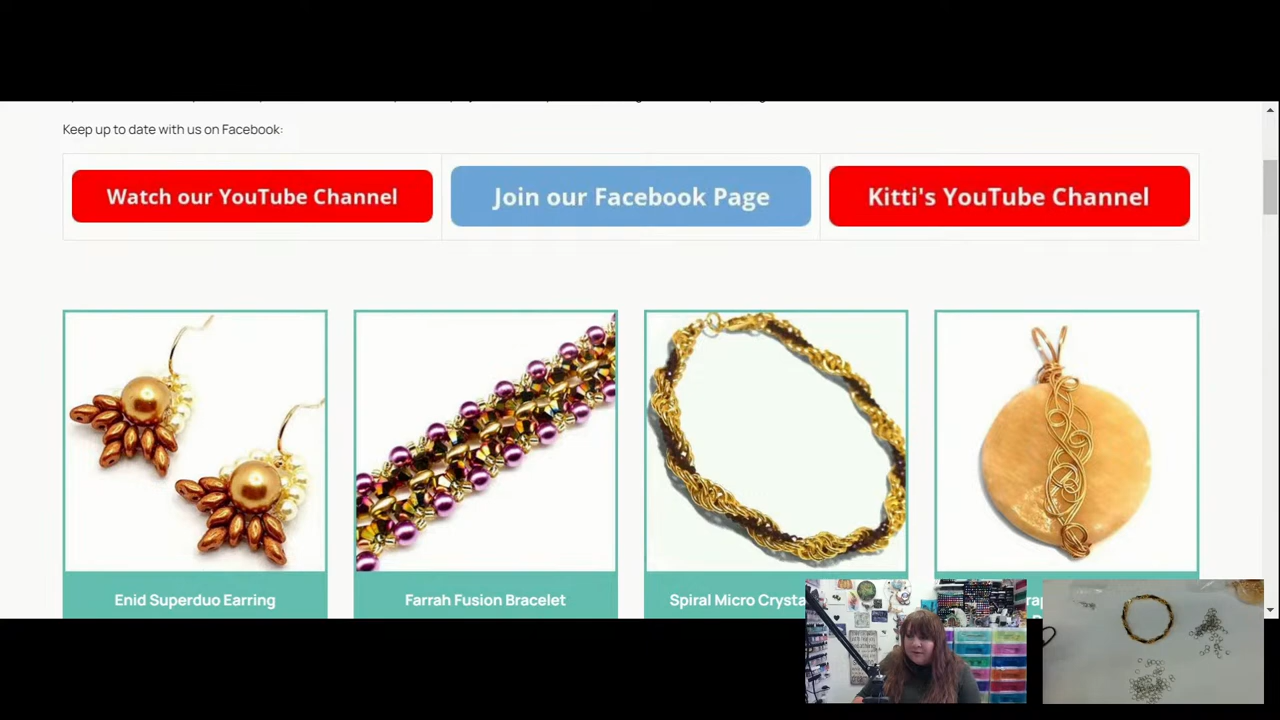 Keep up to date with us on Facebook:
Watch our YouTube Channel
Join our Facebook Page
Kitti's YouTube Channel
Enid Superduo Earring
Farrah Fusion Bracelet
Spiral Micro